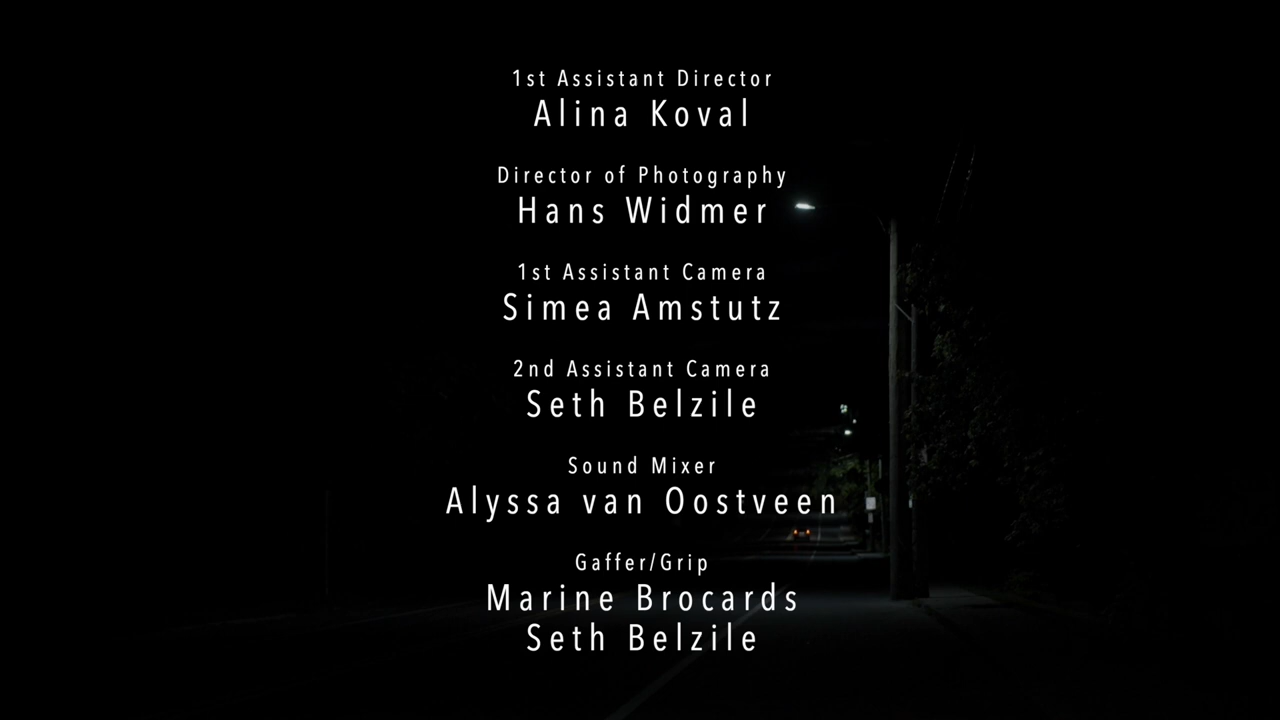 1st Assistant Director
Alina Koval
Director of Photography
Hans Widmer
1st Assistant Camera
Simea Amstutz
2nd Assistant Camera
Seth Belzile
Sound Mixer
Alyssa van Oostveen
Gaffer/Grip
Marine Brocards
Seth Belzile